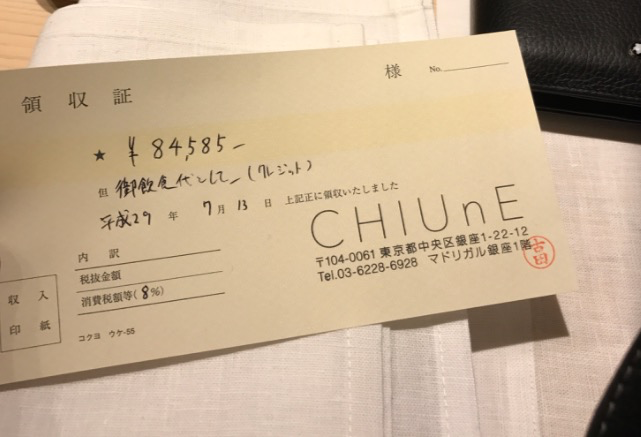 領収証 様 No.
★ ¥84,585-
但 御飲食代として (クレジット)
平成29年 7月 13日 上記正に領収いたしました
CHIUnE
〒104-0061 東京都中央区銀座1-22-12
Tel.03-6228-6928 マドリガル銀座1階
吉田
内訳
税抜金額
消費税額等(8%)
収入
印紙
コクヨ ウケ-55